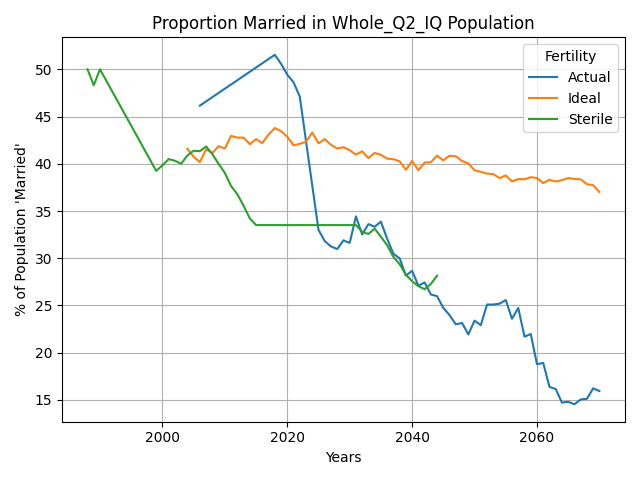 Proportion Married in Whole_Q2_IQ Population
% of Population 'Married'
50
45
40
35
30
25
20
15
Fertility
Actual
Ideal
Sterile
2000
2020
2040
2060
Years